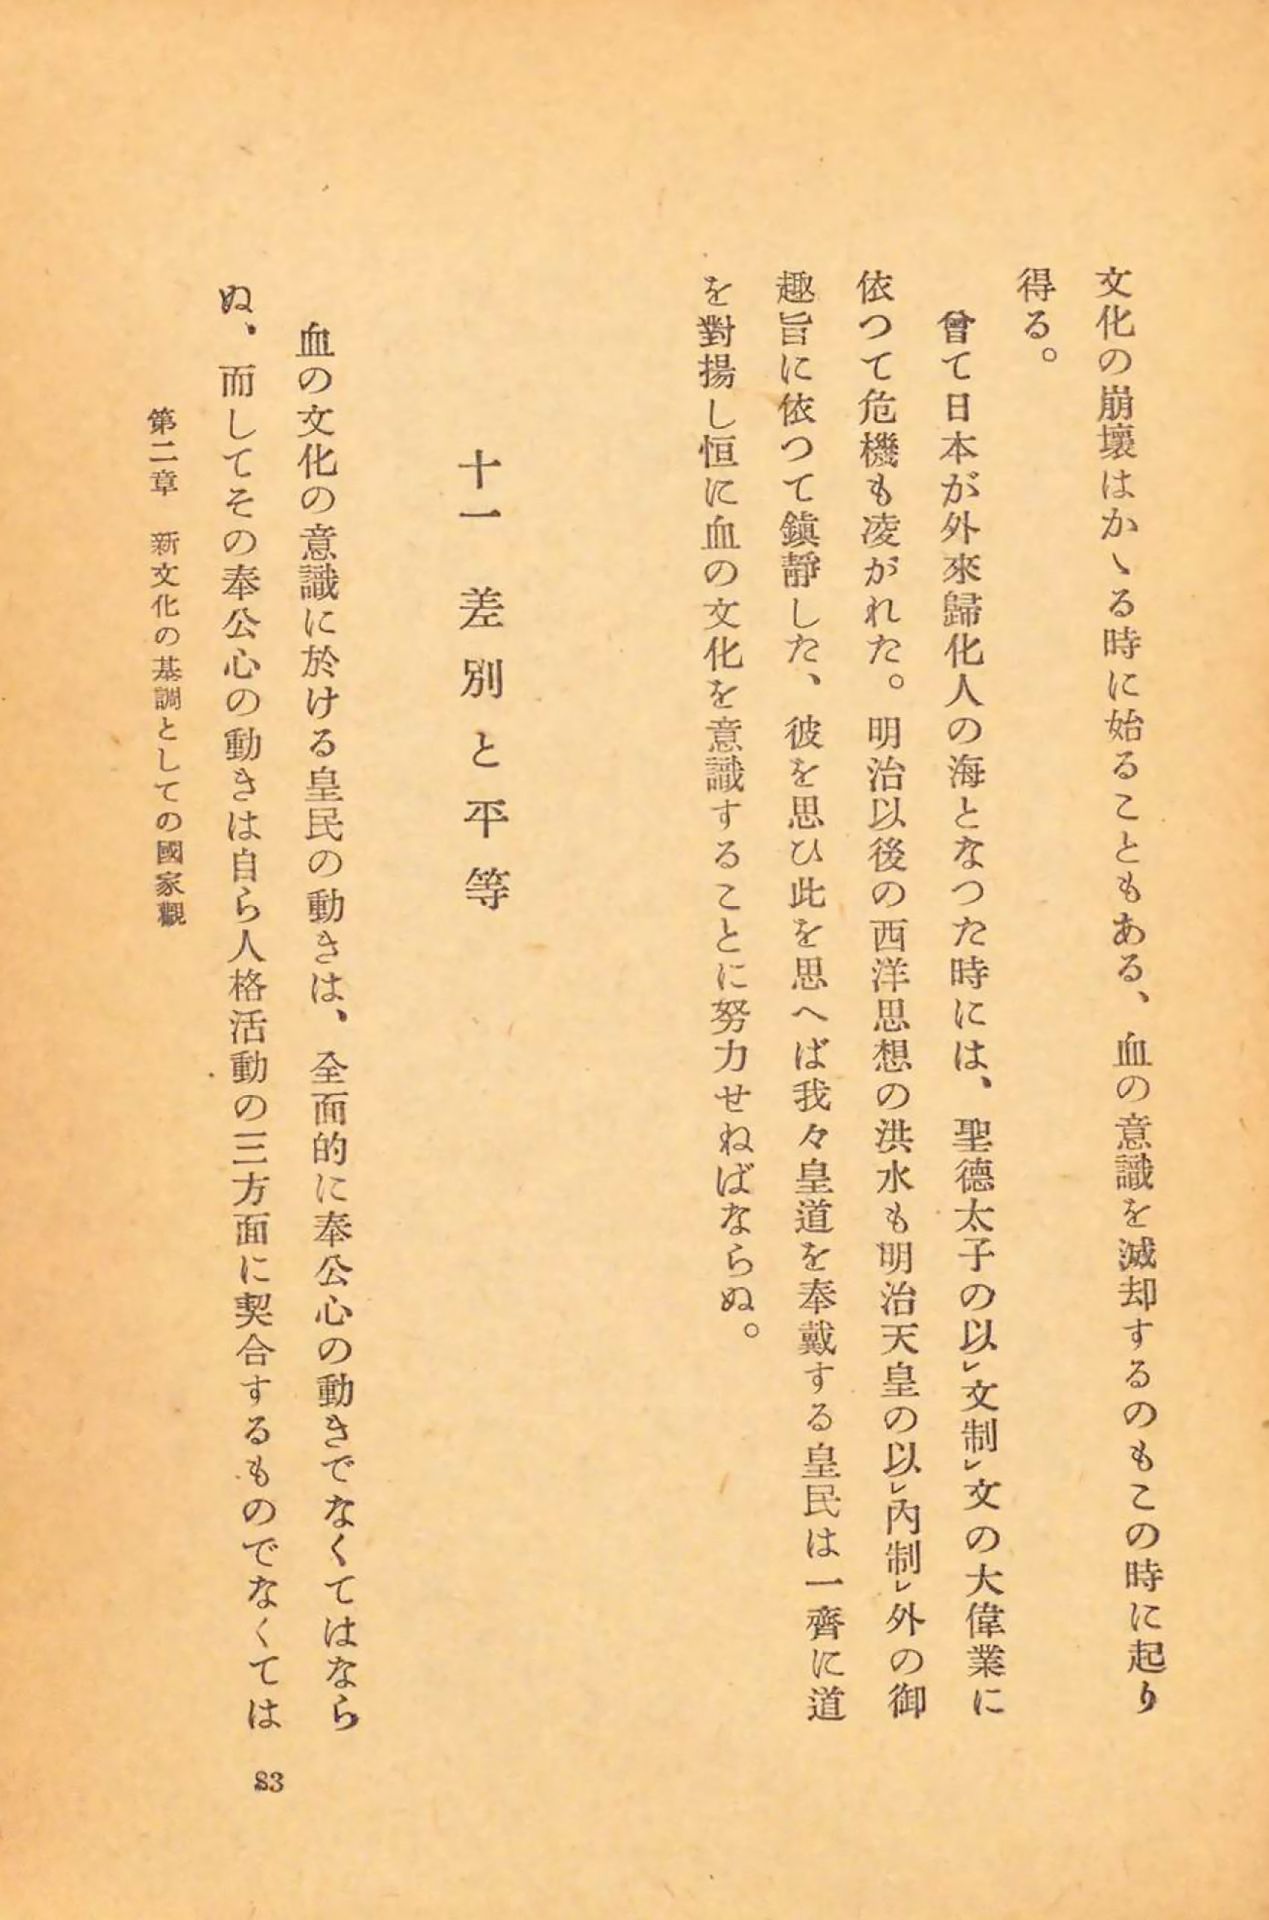 文化の崩壞はかゝる時に始ることもある、血の意識を滅却するのもこの時に起り
得る。
曾て日本が外來歸化人の海となつた時には、聖德太子の以レ文制レ文の大偉業に
依つて危機も凌がれた。明治以後の西洋思想の洪水も明治天皇の以レ內制レ外の御
趣旨に依つて鎭靜した、彼を思ひ此を思へば我々皇道を奉戴する皇民は一齊に道
を對揚し恒に血の文化を意識することに努力せねばならぬ。
十一 差別と平等
血の文化の意識に於ける皇民の動きは、全面的に奉公心の動きでなくてはなら
ぬ、而してその奉公心の動きは自ら人格活動の三方面に契合するものでなくては
第二章 新文化の基調としての國家觀
83